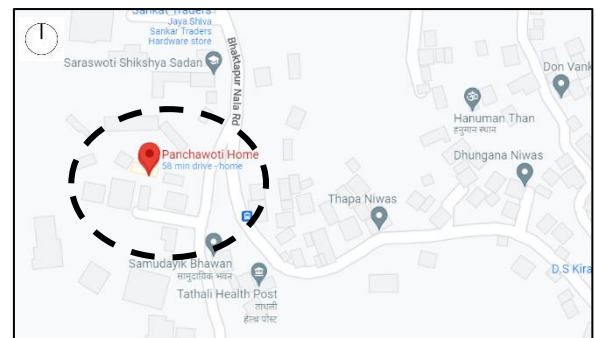 Sankat Traders
Jaya Shiva
Sankar Traders
Hardware store
Saraswoti Shikshya Sadan
Bhaktapur Nala Rd
Don Vank
Hanuman Than
हनुमान स्थान
Panchawoti Home
58 min drive - home
Dhungana Niwas
Thapa Niwas
Samudayik Bhawan
सामुदायिक भवन
D.S Kira
Tathali Health Post
ताथली
हेल्थ पोस्ट